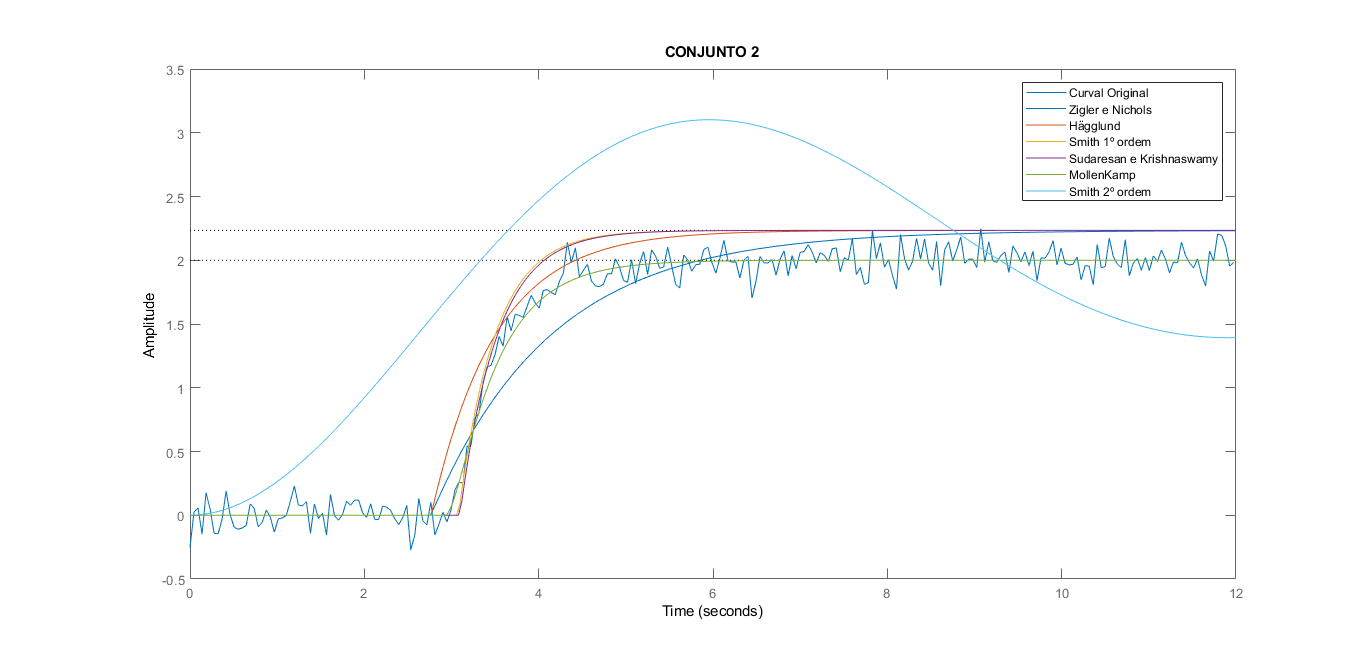 CONJUNTO 2
3.5
3
2.5
2
1.5
1
0.5
0
-0.5
Amplitude
0 2 4 6 8 10 12
Time (seconds)
Curval Original
Zigler e Nichols
Hägglund
Smith 1º ordem
Sudaresan e Krishnaswamy
MollenKamp
Smith 2º ordem